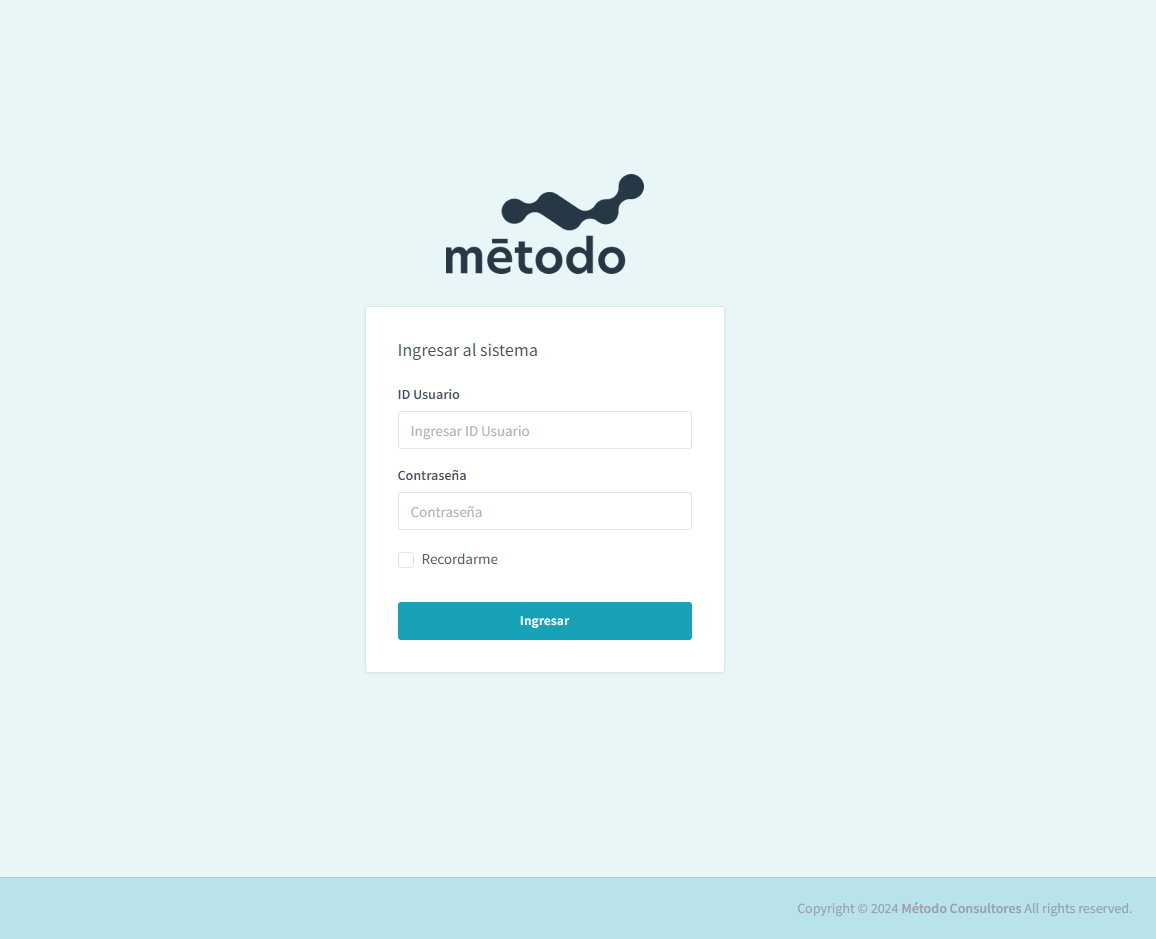 mētodo
Ingresar al sistema
ID Usuario
Ingresar ID Usuario
Contraseña
Contraseña
Recordarme
Ingresar
Copyright © 2024 Método Consultores All rights reserved.